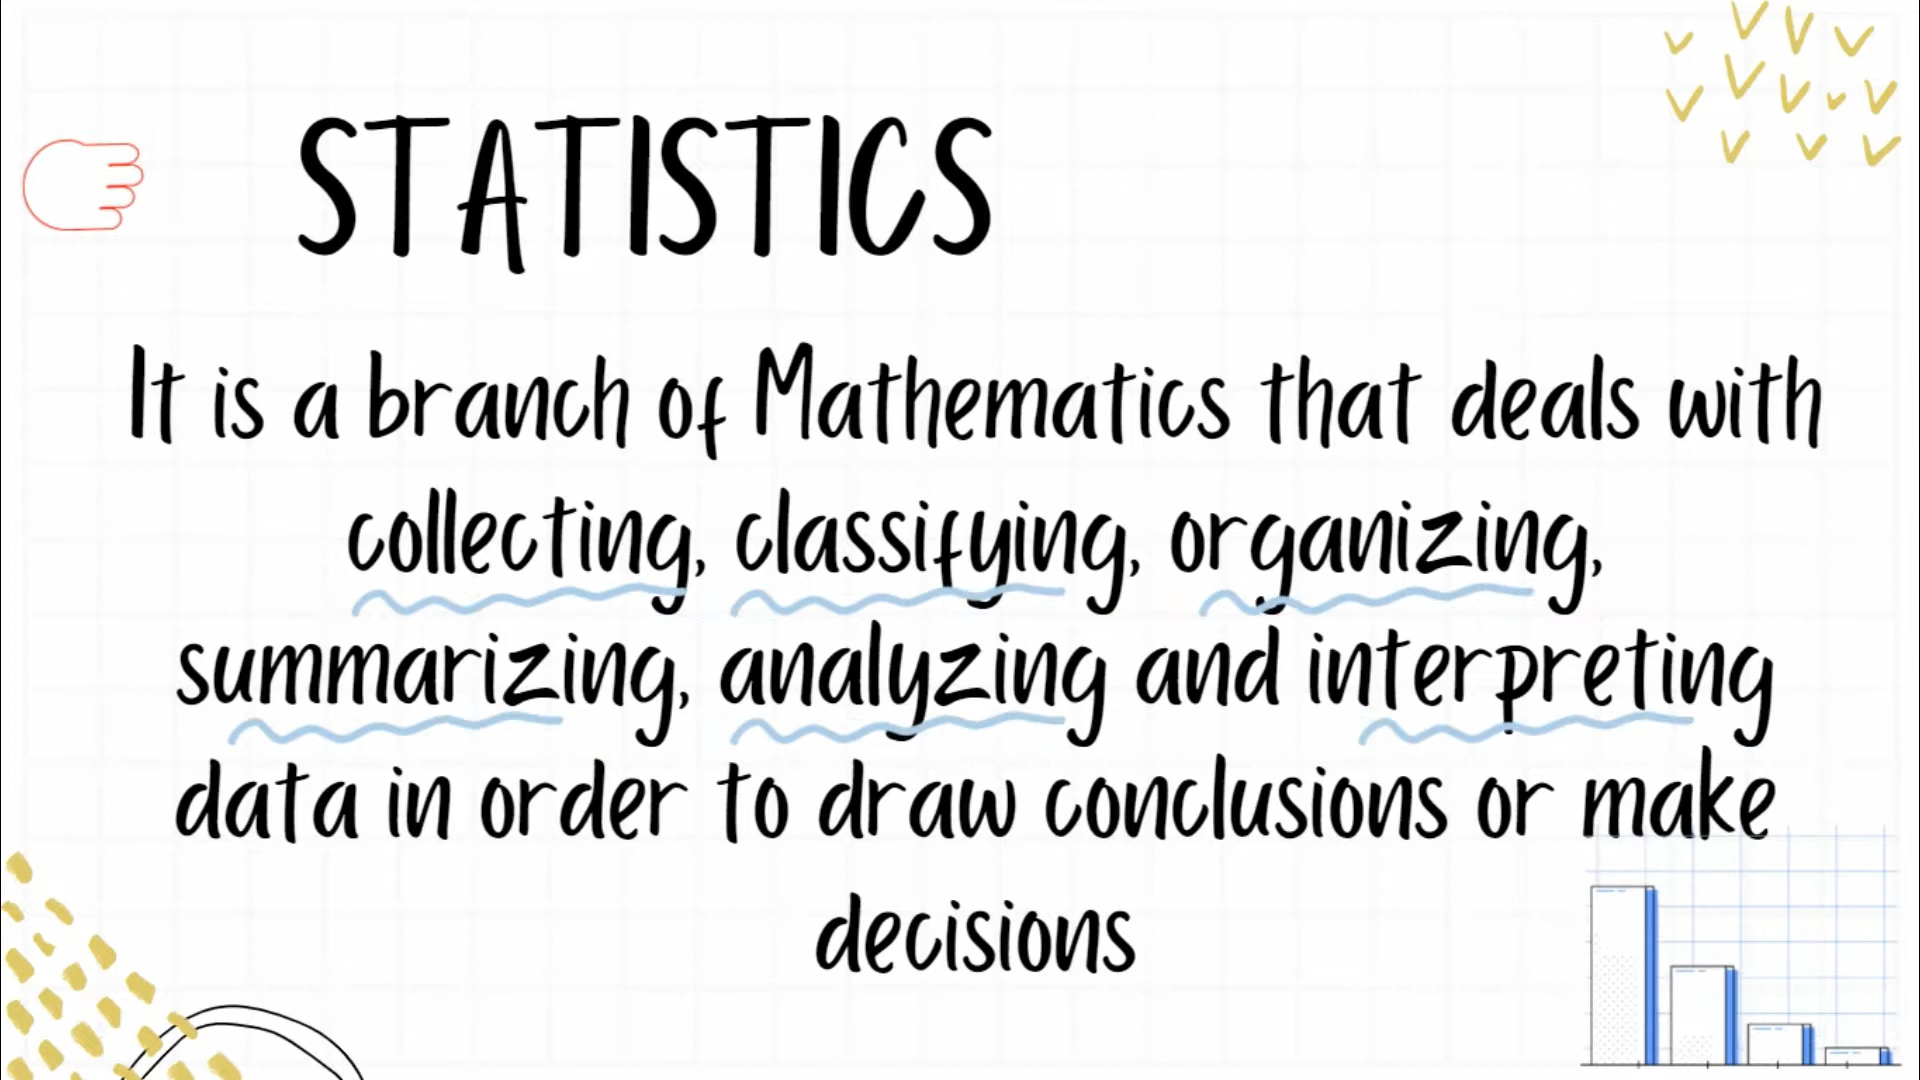 STATISTICS
It is a branch of Mathematics that deals with
collecting, classifying, organizing,
summarizing, analyzing and interpreting
data in order to draw conclusions or make
decisions